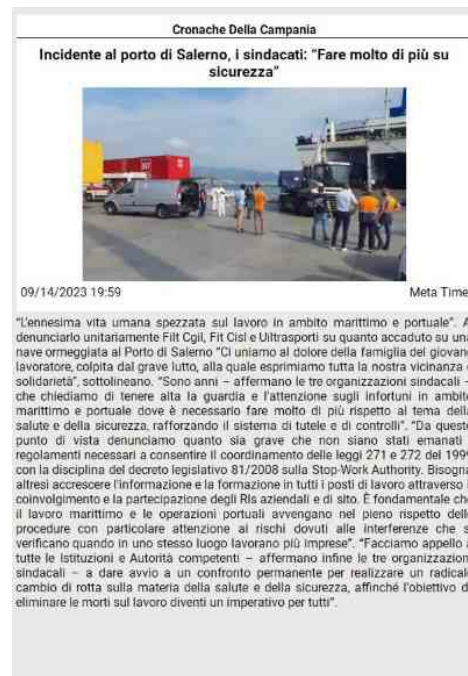 Cronache Della Campania
Incidente al porto di Salerno, i sindacati: "Fare molto di più su
sicurezza"
09/14/2023 19:59
Meta Time
"L'ennesima vita umana spezzata sul lavoro in ambito marittimo e portuale". A
denunciarlo unitariamente Filt Cgil, Fit Cisl e Uiltrasporti su quanto accaduto su una
nave ormeggiata al Porto di Salerno "Ci uniamo al dolore della famiglia del giovane
lavoratore, colpita dal grave lutto, alla quale esprimiamo tutta la nostra vicinanza e
solidarietà", sottolineano. "Sono anni – affermano le tre organizzazioni sindacali –
che chiediamo di tenere alta la guardia e l'attenzione sugli infortuni in ambito
marittimo e portuale dove è necessario fare molto di più rispetto al tema della
salute e della sicurezza, rafforzando il sistema di tutele e di controlli". "Da questo
punto di vista denunciamo quanto sia grave che non siano stati emanati i
regolamenti necessari a consentire il coordinamento delle leggi 271 e 272 del 1999
con la disciplina del decreto legislativo 81/2008 sulla Stop-Work Authority. Bisogna
altresì accrescere l'informazione e la formazione in tutti i posti di lavoro attraverso il
coinvolgimento e la partecipazione degli Rls aziendali e di sito. È fondamentale che
il lavoro marittimo e le operazioni portuali avvengano nel pieno rispetto delle
procedure con particolare attenzione ai rischi dovuti alle interferenze che si
verificano quando in uno stesso luogo lavorano più imprese". "Facciamo appello a
tutte le Istituzioni e Autorità competenti – affermano infine le tre organizzazioni
sindacali – a dare avvio a un confronto permanente per realizzare un radicale
cambio di rotta sulla materia della salute e della sicurezza, affinché l'obiettivo di
eliminare le morti sul lavoro diventi un imperativo per tutti".